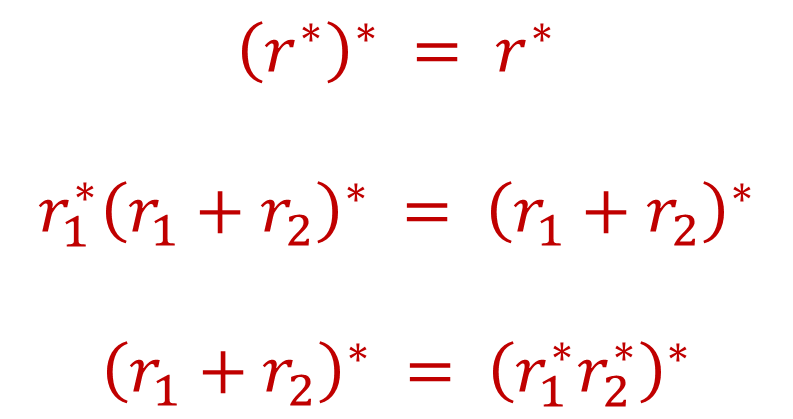 (r*)* = r*
r₁*(r₁ + r₂)* = (r₁ + r₂)*
(r₁ + r₂)* = (r₁*r₂*)*